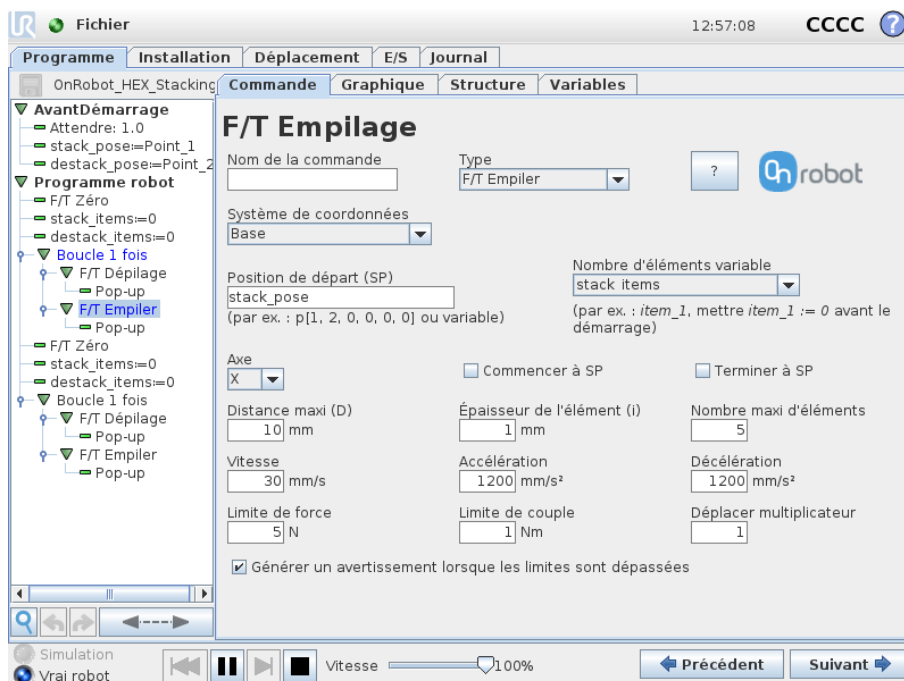 Fichier
12:57:08
CCCC
?
Programme
Installation
Déplacement
E/S
Journal
OnRobot_HEX_Stacking
Commande
Graphique
Structure
Variables
AvantDémarrage
Attendre: 1.0
stack_pose:=Point_1
destack_pose=Point_2
Programme robot
F/T Zéro
stack_items:=0
destack_items:=0
Boucle 1 fois
F/T Dépilage
Pop-up
F/T Empiler
Pop-up
F/T Zéro
stack_items:=0
destack_items:=0
Boucle 1 fois
F/T Dépilage
Pop-up
F/T Empiler
Pop-up
F/T Empilage
Nom de la commande
Type
F/T Empiler
?
On robot
Système de coordonnées
Base
Position de départ (SP)
stack_pose
(par ex. : p[1, 2, 0, 0, 0, 0] ou variable)
Nombre d'éléments variable
stack items
(par ex. : item_1, mettre item_1 := 0 avant le
démarrage)
Axe
X
Commencer à SP
Terminer à SP
Distance maxi (D)
Épaisseur de l'élément (i)
Nombre maxi d'éléments
10 mm
1 mm
5
Vitesse
Accélération
Décélération
30 mm/s
1200 mm/s²
1200 mm/s²
Limite de force
Limite de couple
Déplacer multiplicateur
5 N
1 Nm
1
Générer un avertissement lorsque les limites sont dépassées
Simulation
Vrai robot
Vitesse
100%
Précédent
Suivant